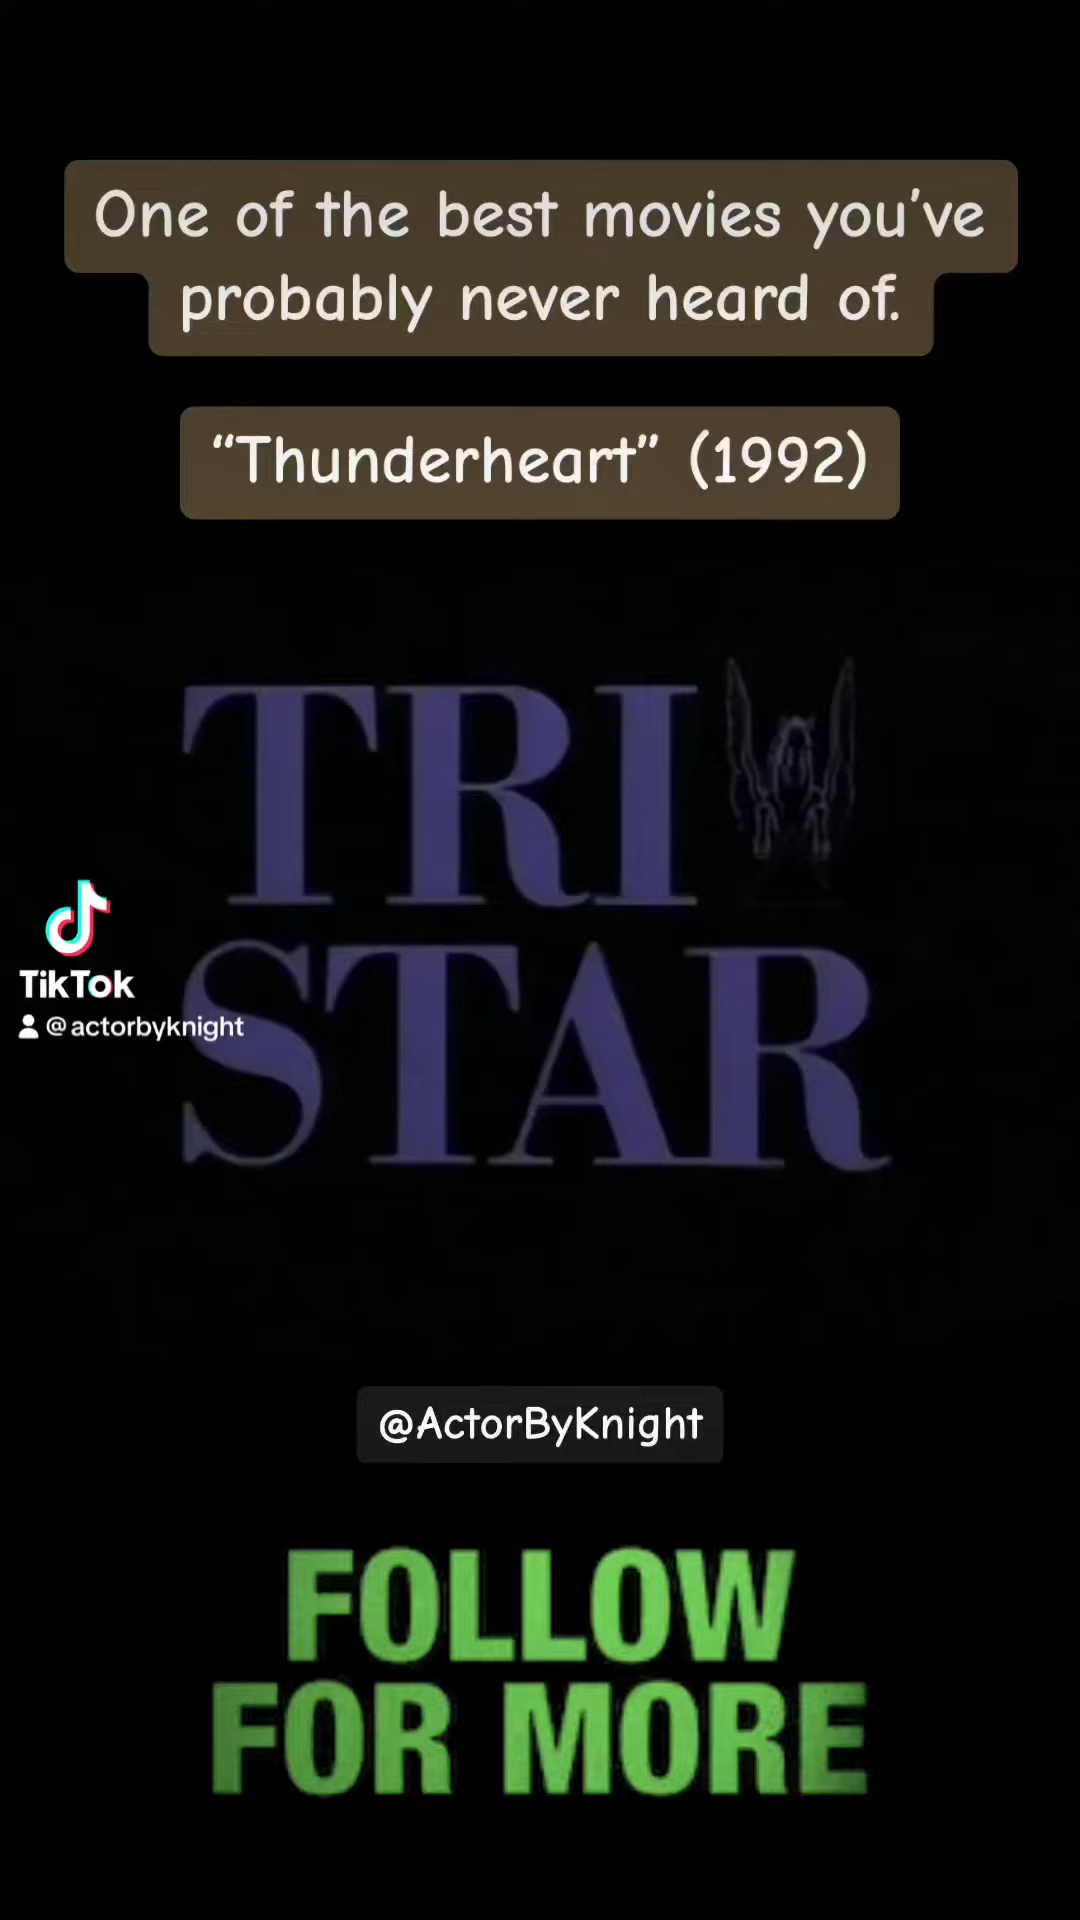 One of the best movies you've
probably never heard of.
“Thunderheart” (1992)
TRI
STAR
TikTok
@actorbyknight
@ActorByKnight
FOLLOW
FOR MORE